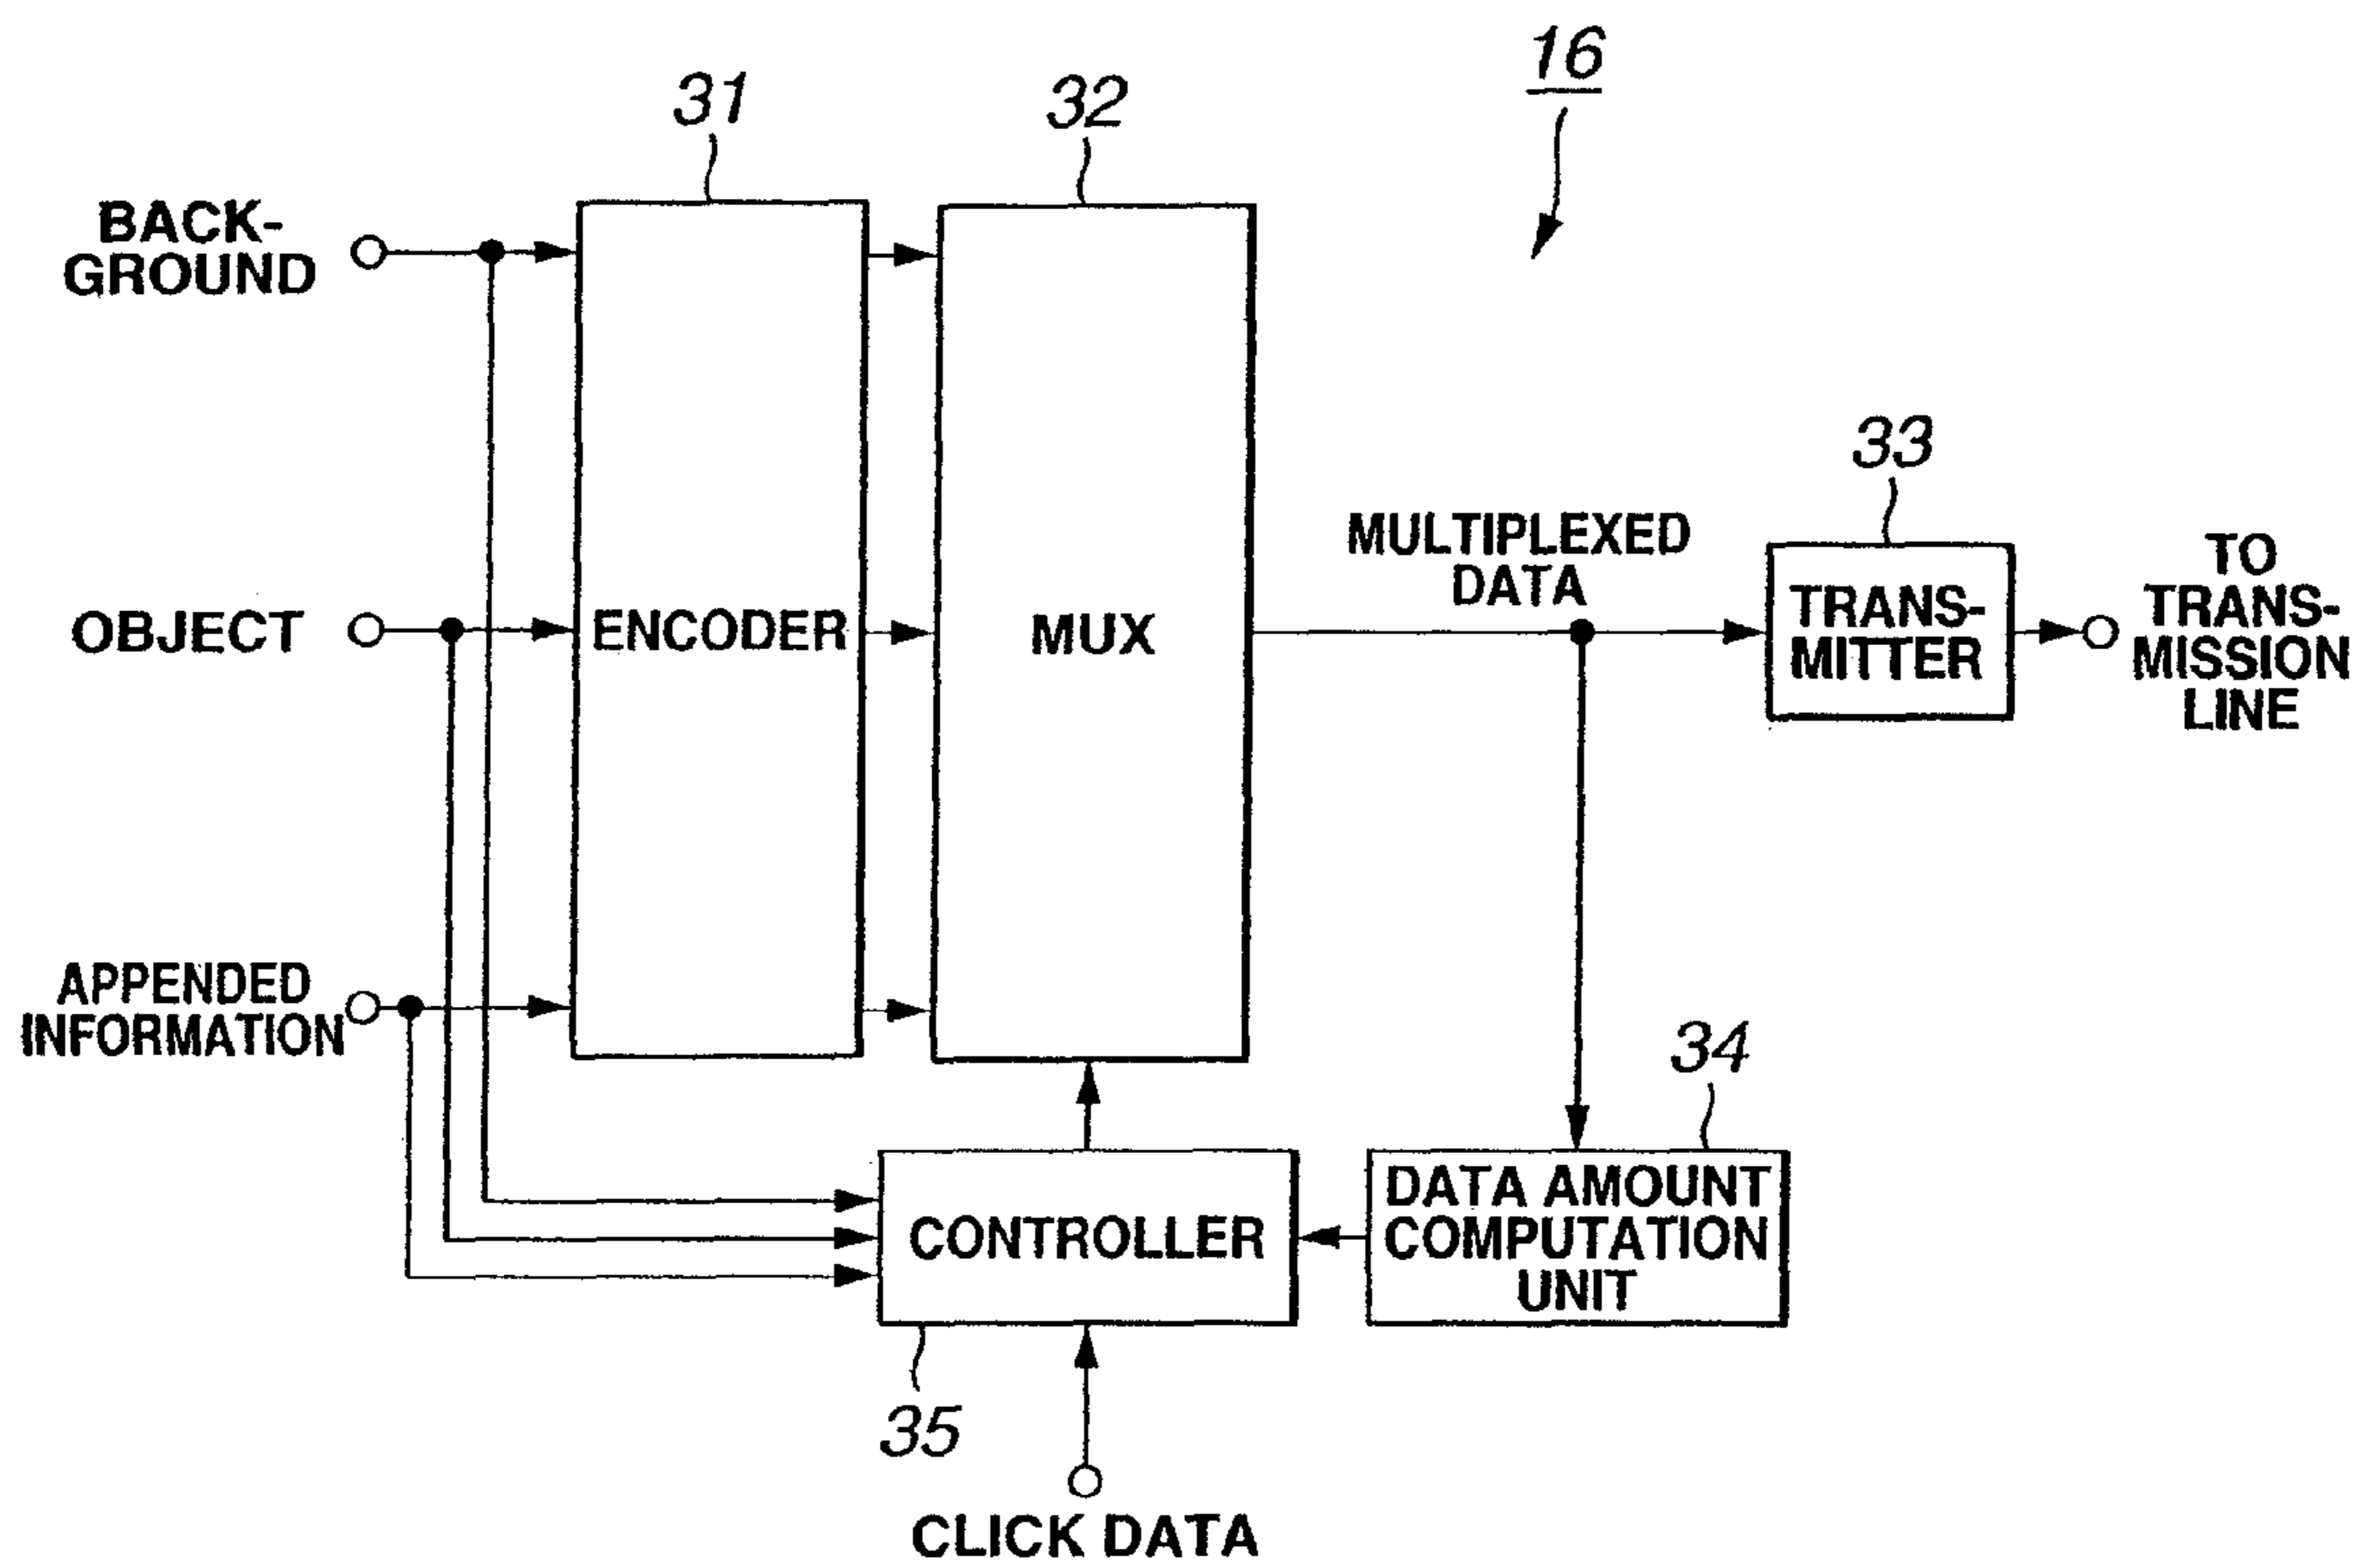 16
31
32
BACK-
GROUND
33
MULTIPLEXED
DATA
TO
TRANS-
MISSION
LINE
TRANS-
MITTER
OBJECT
ENCODER
MUX
APPENDED
INFORMATION
34
DATA AMOUNT
COMPUTATION
UNIT
CONTROLLER
35
CLICK DATA